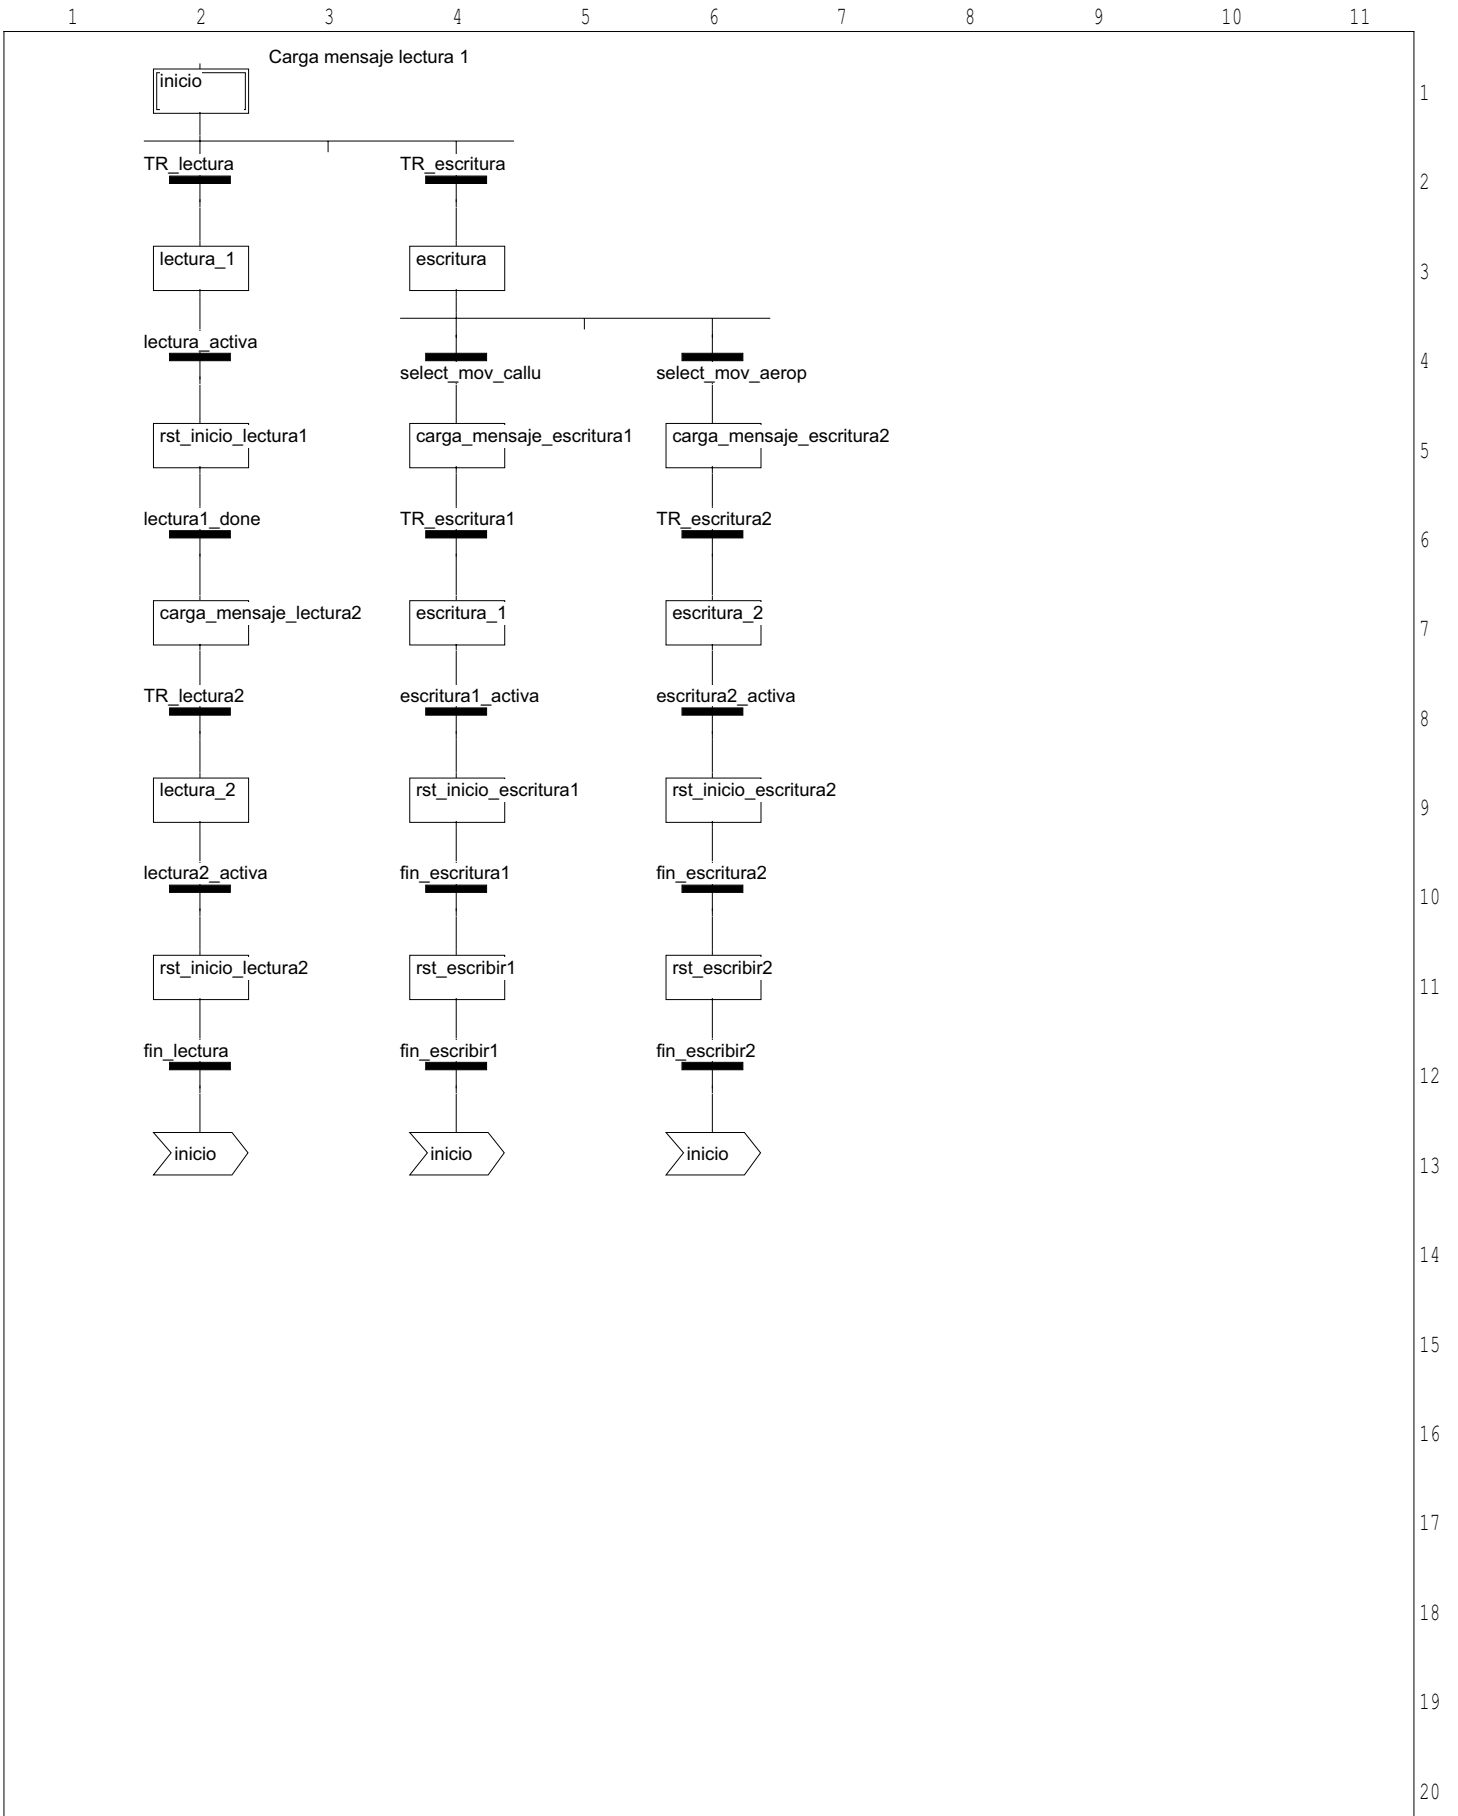 1 2 3 4 5 6 7 8 9 10 11
Carga mensaje lectura 1
inicio
1
TR_lectura TR_escritura
2
lectura_1 escritura
3
lectura_activa
select_mov_callu select_mov_aerop
4
rst_inicio_lectura1 carga_mensaje_escritura1 carga_mensaje_escritura2
5
lectura1_done TR_escritura1 TR_escritura2
6
carga_mensaje_lectura2 escritura_1 escritura_2
7
TR_lectura2 escritura1_activa escritura2_activa
8
lectura_2 rst_inicio_escritura1 rst_inicio_escritura2
9
lectura2_activa fin_escritura1 fin_escritura2
10
rst_inicio_lectura2 rst_escribir1 rst_escribir2
11
fin_lectura fin_escribir1 fin_escribir2
12
inicio inicio inicio
13
14
15
16
17
18
19
20